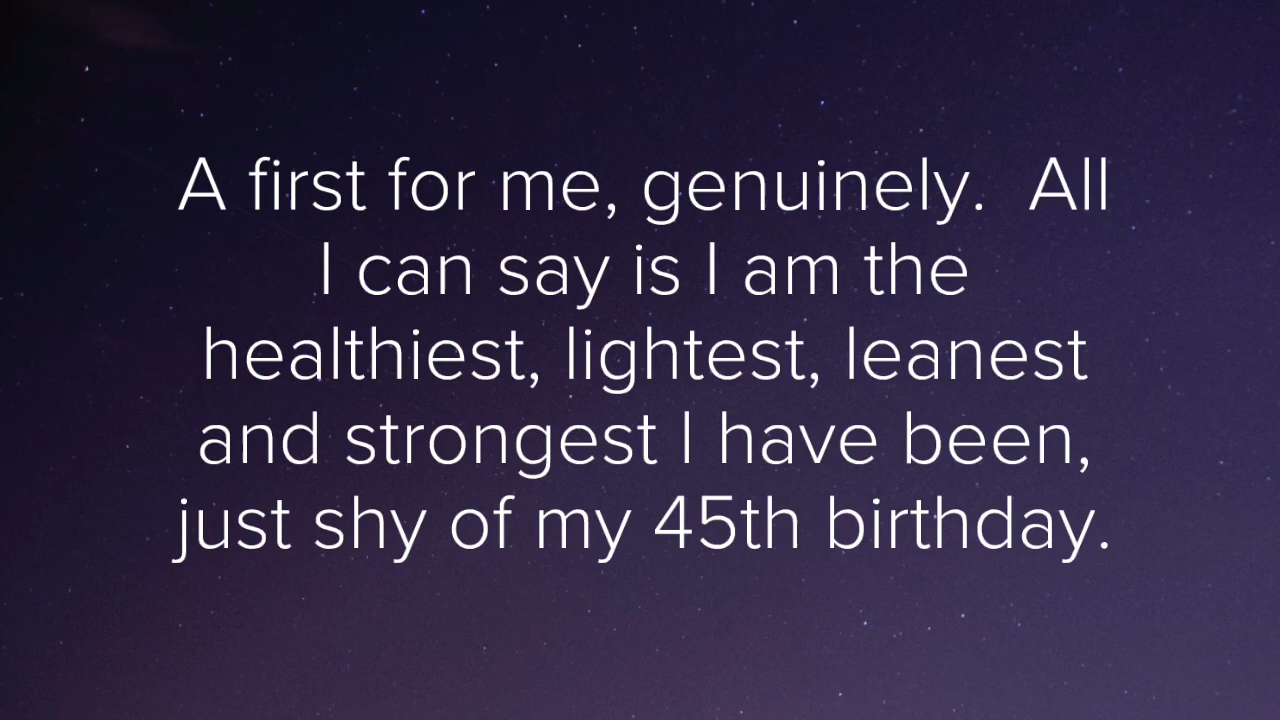 A first for me, genuinely.  All
I can say is I am the
healthiest, lightest, leanest
and strongest I have been,
just shy of my 45th birthday.